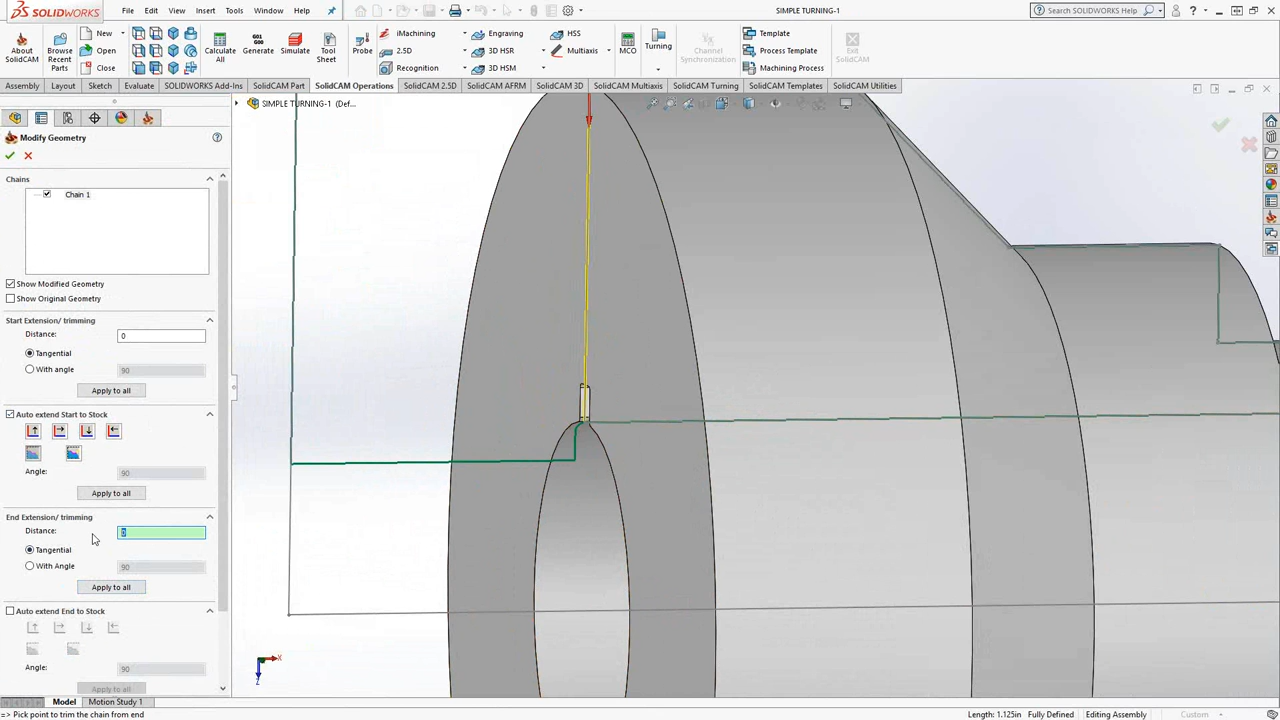 SOLIDWORKS
File Edit View Insert Tools Window Help
SIMPLE TURNING-1
Search SOLIDWORKS Help
About SolidCAM
Browse Recent Parts
New
Open
Close
Calculate All
G01 G00
Generate
Simulate
Tool Sheet
Probe
iMachining
2.5D
Recognition
Engraving
3D HSR
3D HSM
HSS
Multiaxis
MCO
Turning
Channel Synchronization
Template
Process Template
Machining Process
Exit SolidCAM
Assembly Layout Sketch Evaluate SOLIDWORKS Add-Ins SolidCAM Part SolidCAM Operations SolidCAM 2.5D SolidCAM AFRM SolidCAM 3D SolidCAM Multiaxis SolidCAM Turning SolidCAM Templates SolidCAM Utilities
SIMPLE TURNING-1 (Def...
Modify Geometry
Chains
Chain 1
Show Modified Geometry
Show Original Geometry
Start Extension/ trimming
Distance: 0
Tangential
With angle 90
Apply to all
Auto extend Start to Stock
Angle: 90
Apply to all
End Extension/ trimming
Distance: 0
Tangential
With Angle 90
Apply to all
Auto extend End to Stock
Angle: 90
Apply to all
X
Z
Model Motion Study 1
=> Pick point to trim the chain from end
Length: 1.125in Fully Defined Editing Assembly Custom